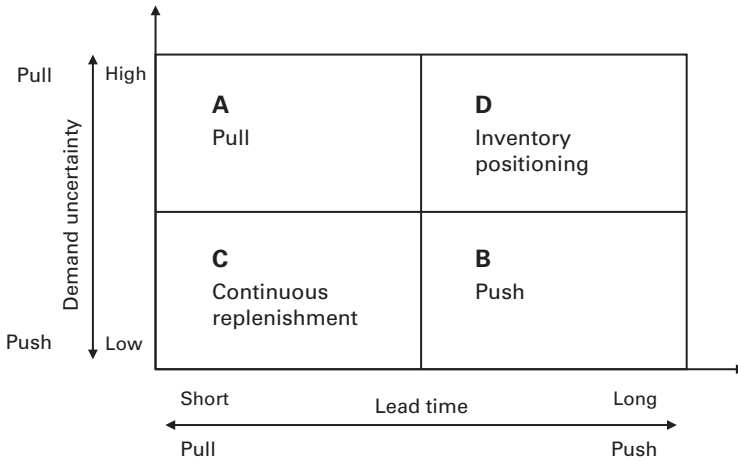 Pull
High
A
Pull
D
Inventory
positioning
Demand uncertainty
C
Continuous
replenishment
B
Push
Push
Low
Short
Lead time
Long
Pull
Push